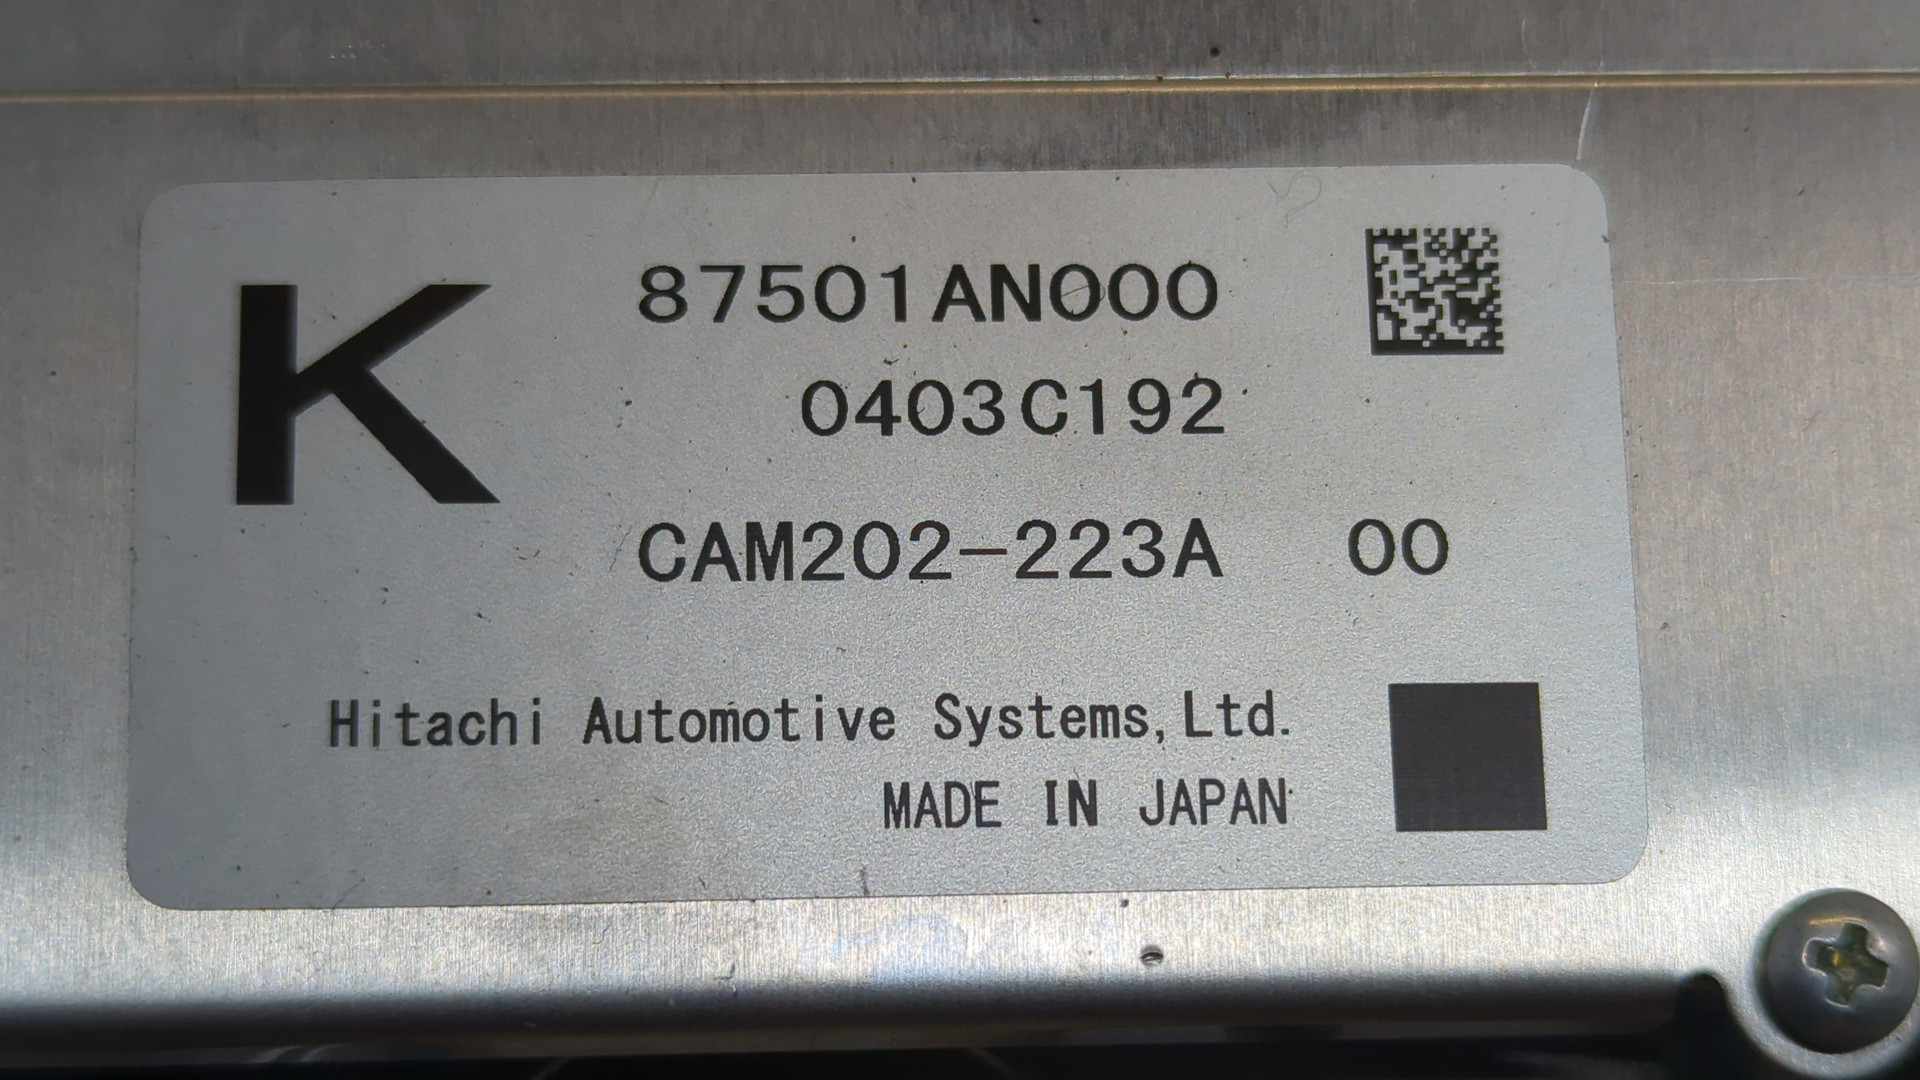 K
87501AN000
0403C192
CAM202-223A 00
Hitachi Automotive Systems,Ltd.
MADE IN JAPAN